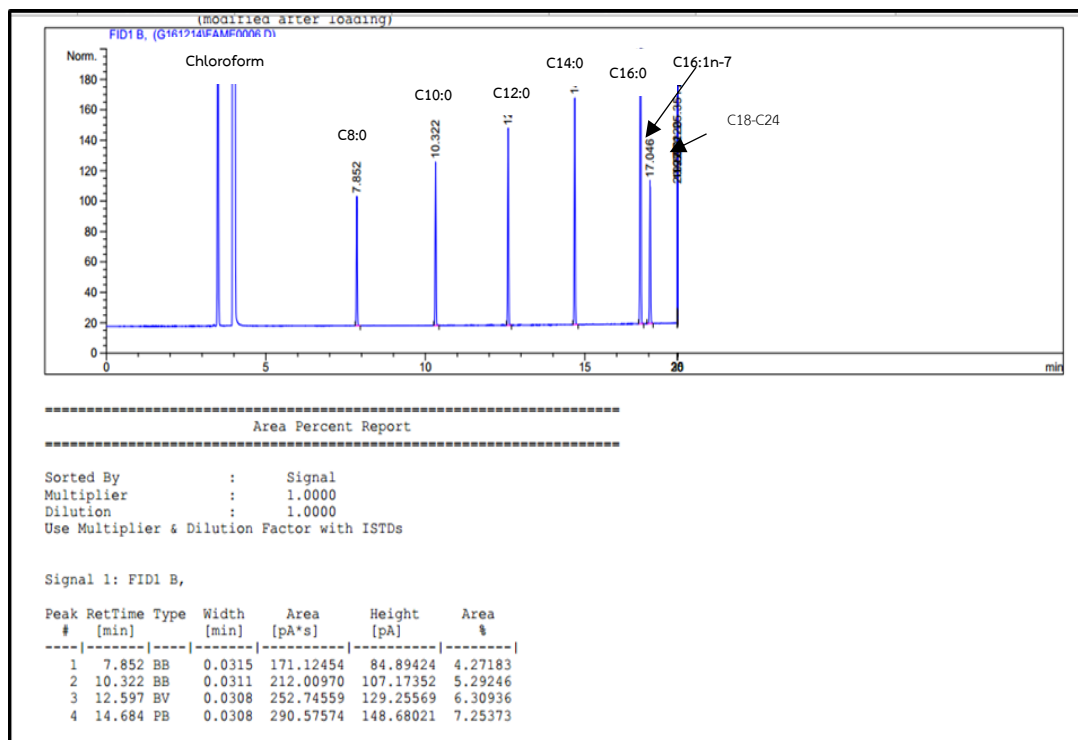 (modified after loading)
FID1 B, (G161214\FAME0006.D)
Norm.
180
160
140
120
100
80
60
40
20
0
Chloroform
C8:0
C10:0
C12:0
C14:0
C16:0
C16:1n-7
C18-C24
7.852
10.322
17.046
0
5
10
15
min
Area Percent Report
Sorted By : Signal
Multiplier : 1.0000
Dilution : 1.0000
Use Multiplier & Dilution Factor with ISTDs
Signal 1: FID1 B,
Peak RetTime Type Width Area Height Area
# [min] [min] [pA*s] [pA] %
----|-------|----|-------|----------|----------|--------|
1 7.852 BB 0.0315 171.12454 84.89424 4.27183
2 10.322 BB 0.0311 212.00970 107.17352 5.29246
3 12.597 BV 0.0308 252.74559 129.25569 6.30936
4 14.684 PB 0.0308 290.57574 148.68021 7.25373